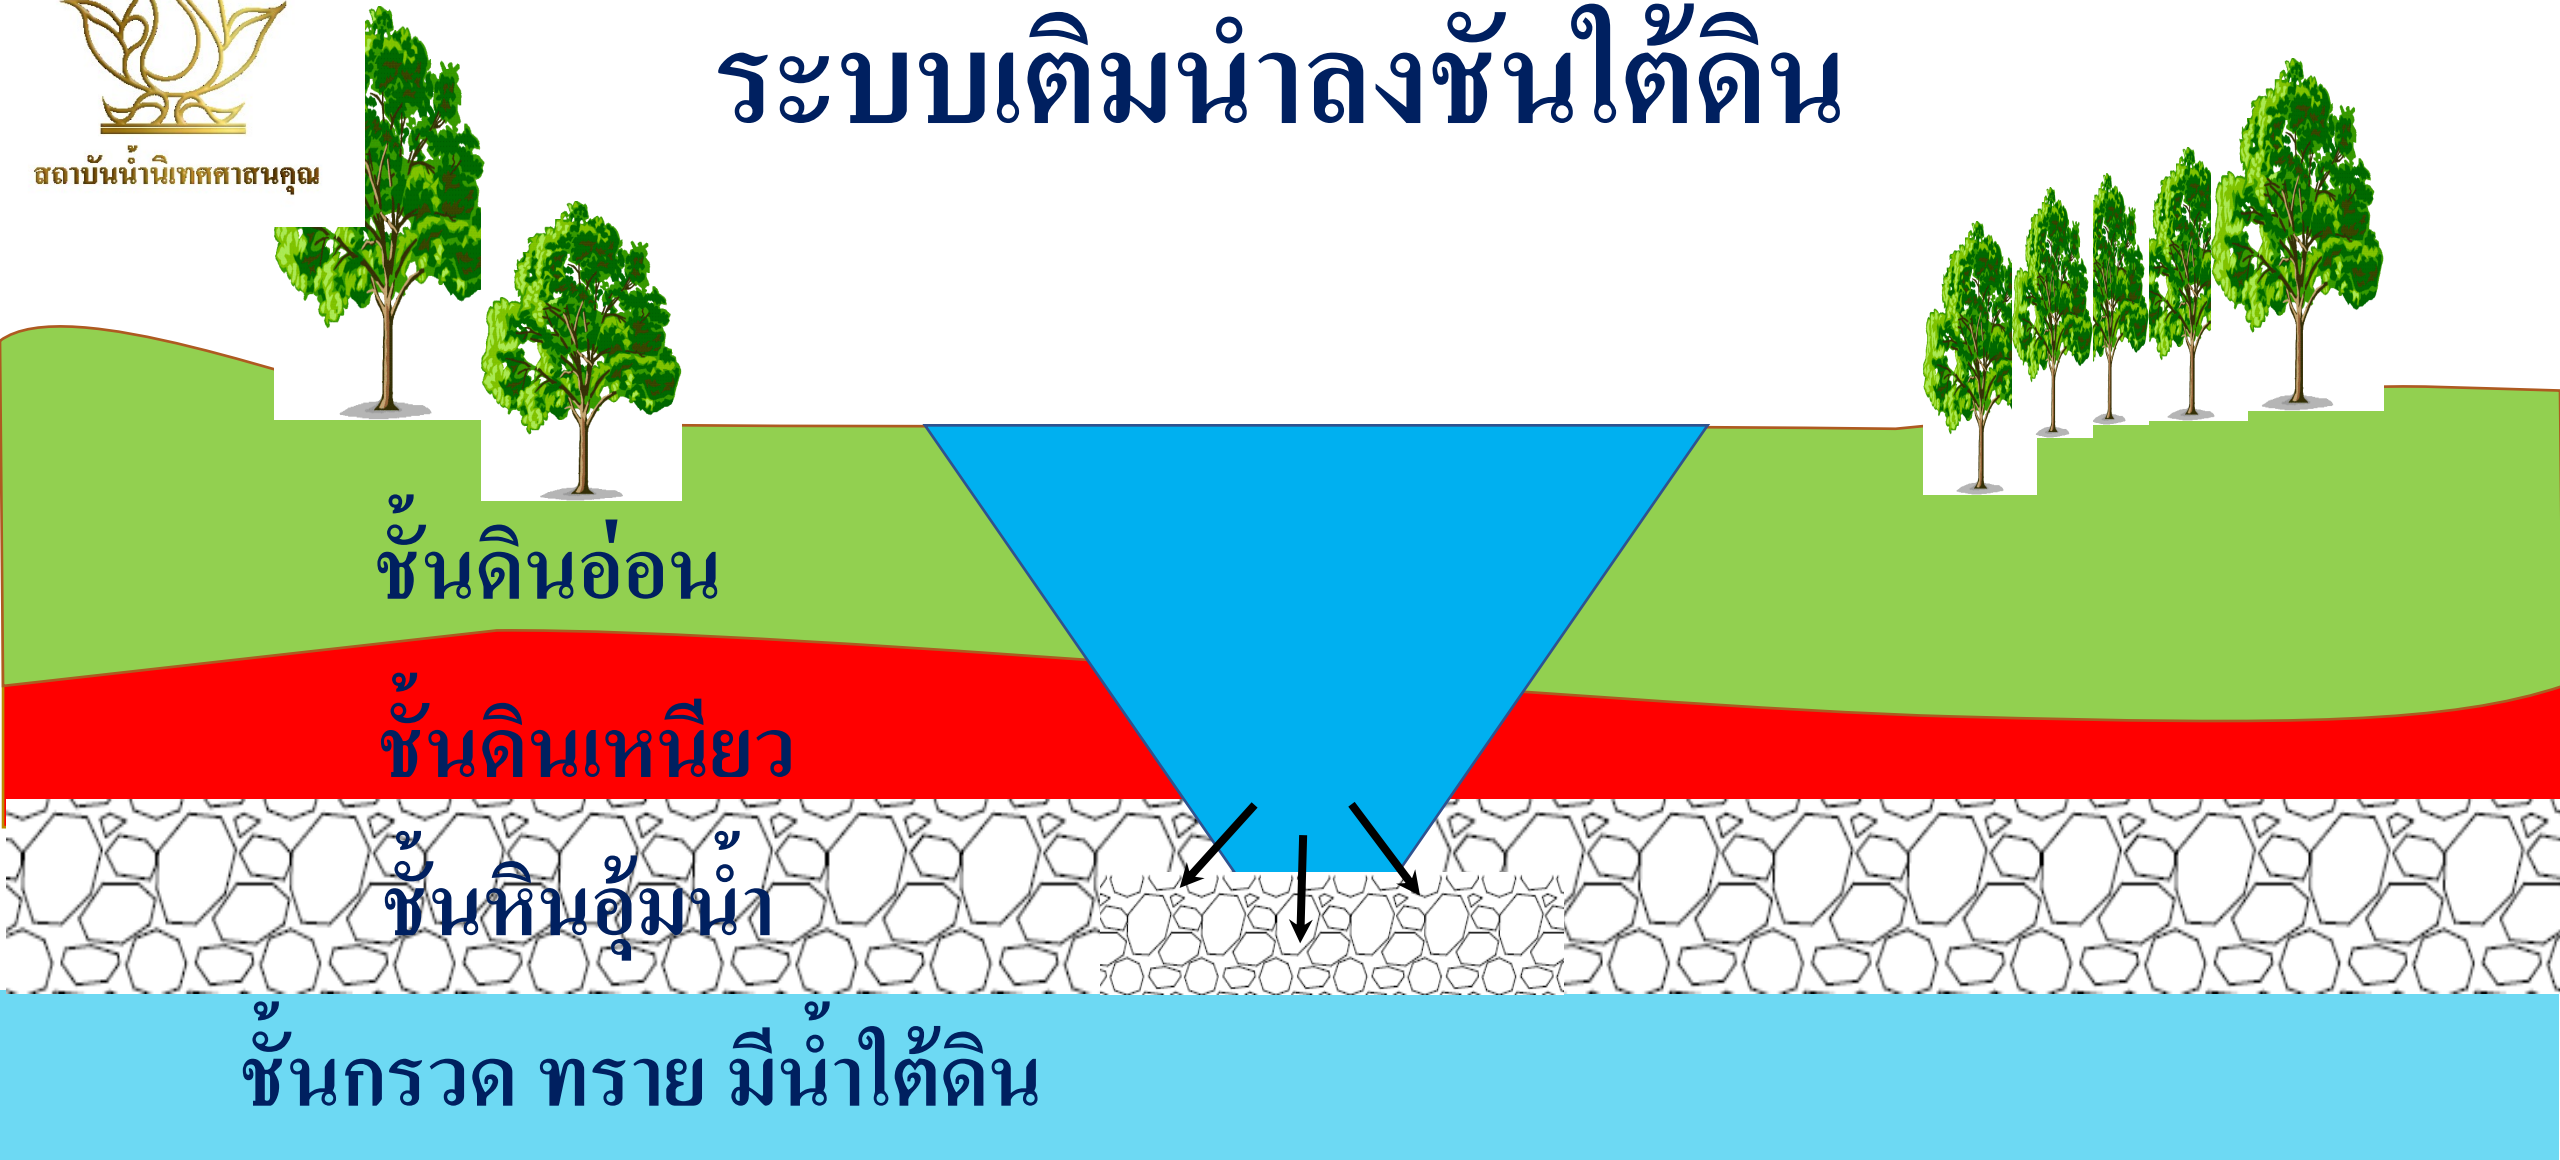 ระบบเติมน้ำลงชั้นใต้ดิน
สถาบันน้ำนิเทศศาสนคุณ
ชั้นดินอ่อน
ชั้นดินเหนียว
ชั้นหินอุ้มน้ำ
ชั้นกรวด ทราย มีน้ำใต้ดิน